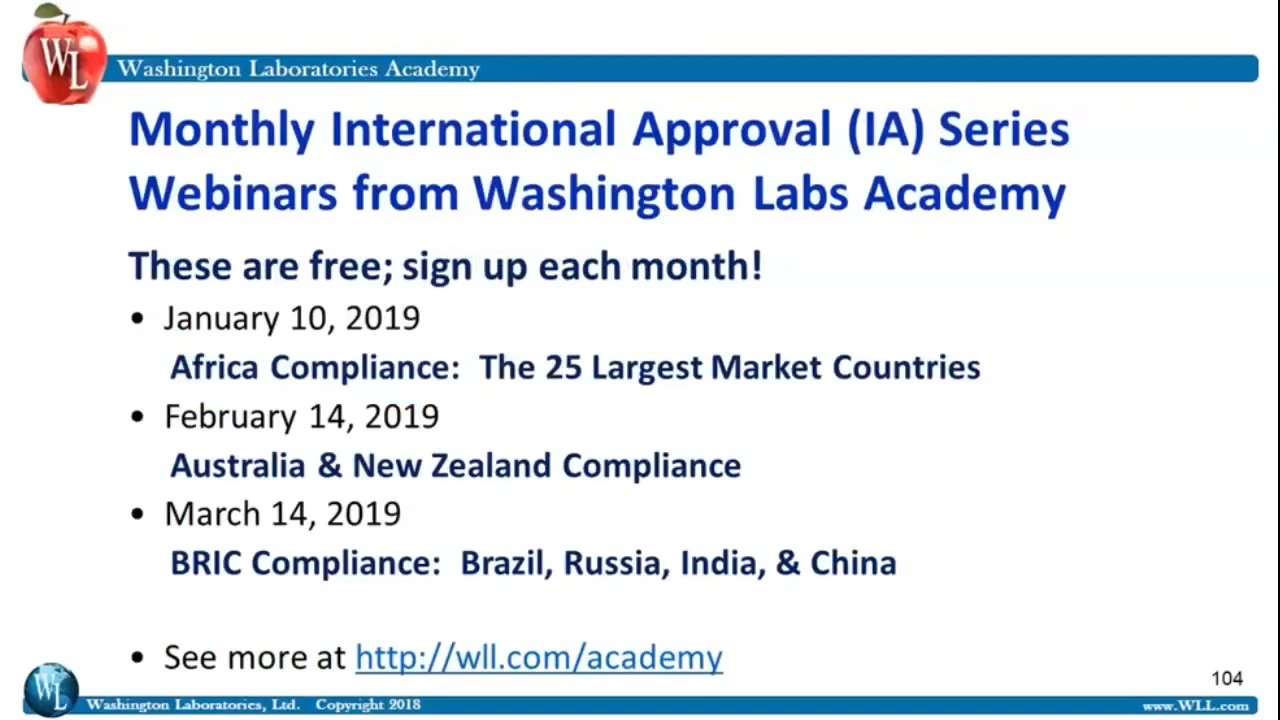 WL
Washington Laboratories Academy
Monthly International Approval (IA) Series
Webinars from Washington Labs Academy
These are free; sign up each month!
• January 10, 2019
Africa Compliance: The 25 Largest Market Countries
• February 14, 2019
Australia & New Zealand Compliance
• March 14, 2019
BRIC Compliance: Brazil, Russia, India, & China
• See more at http://wll.com/academy
104
WL
Washington Laboratories, Ltd. Copyright 2018
www.WLL.com